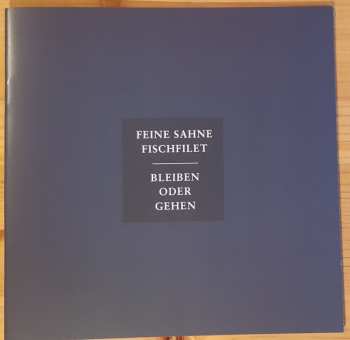 FEINE SAHNE
FISCHFILET
BLEIBEN
ODER
GEHEN